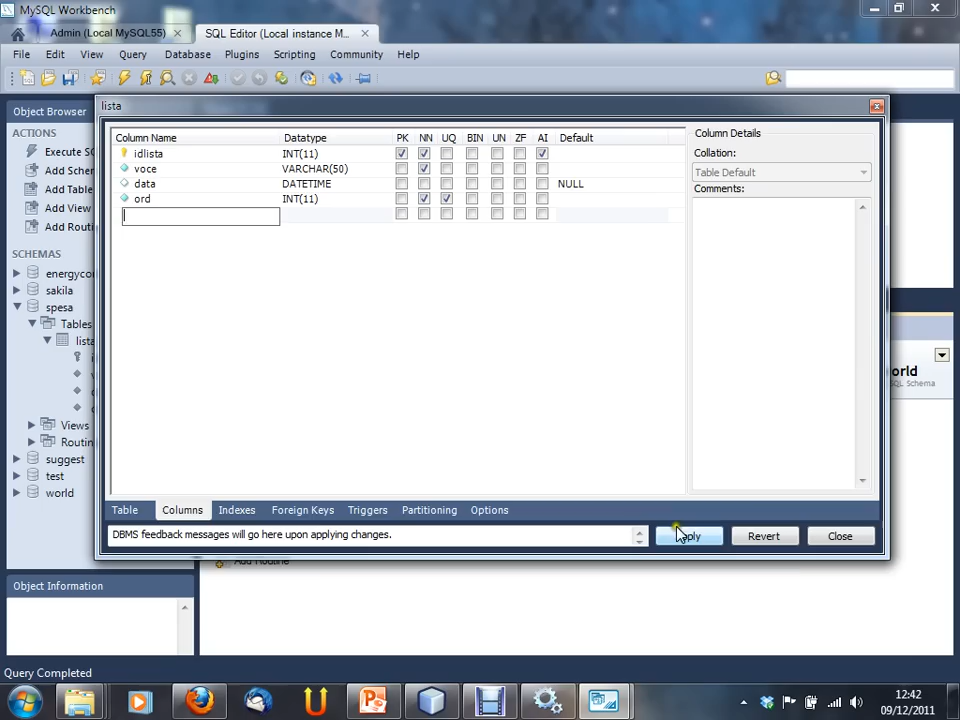 MySQL Workbench
Admin (Local MySQL55) SQL Editor (Local instance M...
File Edit View Query Database Plugins Scripting Community Help
Object Browser
lista
ACTIONS
Execute SQ
Add Scher
Add Table
Add View
Add Routi
SCHEMAS
energycori
sakila
spesa
Tables
lista
Views
Routin
suggest
test
world
Column Name Datatype PK NN UQ BIN UN ZF AI Default
idlista INT(11)
voce VARCHAR(50)
data DATETIME NULL
ord INT(11)
Column Details
Collation:
Table Default
Comments:
orld
SQL Schema
Table Columns Indexes Foreign Keys Triggers Partitioning Options
DBMS feedback messages will go here upon applying changes.
Apply Revert Close
Add Routine
Object Information
Query Completed
12:42
09/12/2011